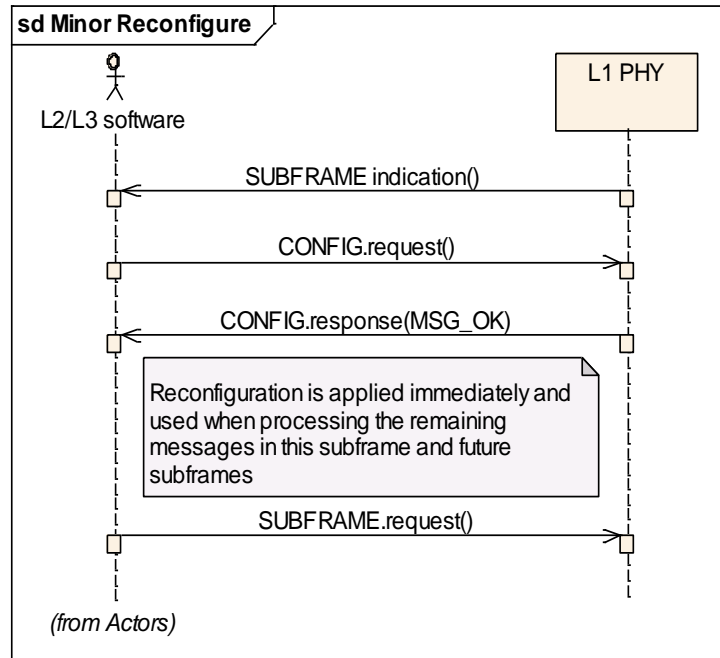 sd Minor Reconfigure
L2/L3 software
L1 PHY
SUBFRAME indication()
CONFIG.request()
CONFIG.response(MSG_OK)
Reconfiguration is applied immediately and
used when processing the remaining
messages in this subframe and future
subframes
SUBFRAME.request()
(from Actors)